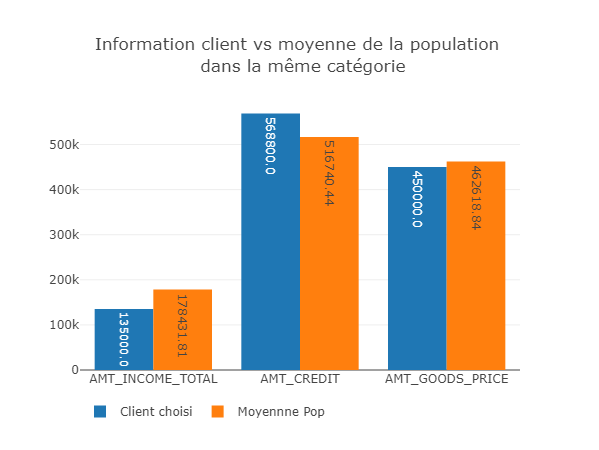 Information client vs moyenne de la population
dans la même catégorie
500k
400k
300k
200k
100k
0
135000.0
178431.81
568800.0
516740.44
450000.0
462618.84
AMT_INCOME_TOTAL
AMT_CREDIT
AMT_GOODS_PRICE
Client choisi
Moyennne Pop